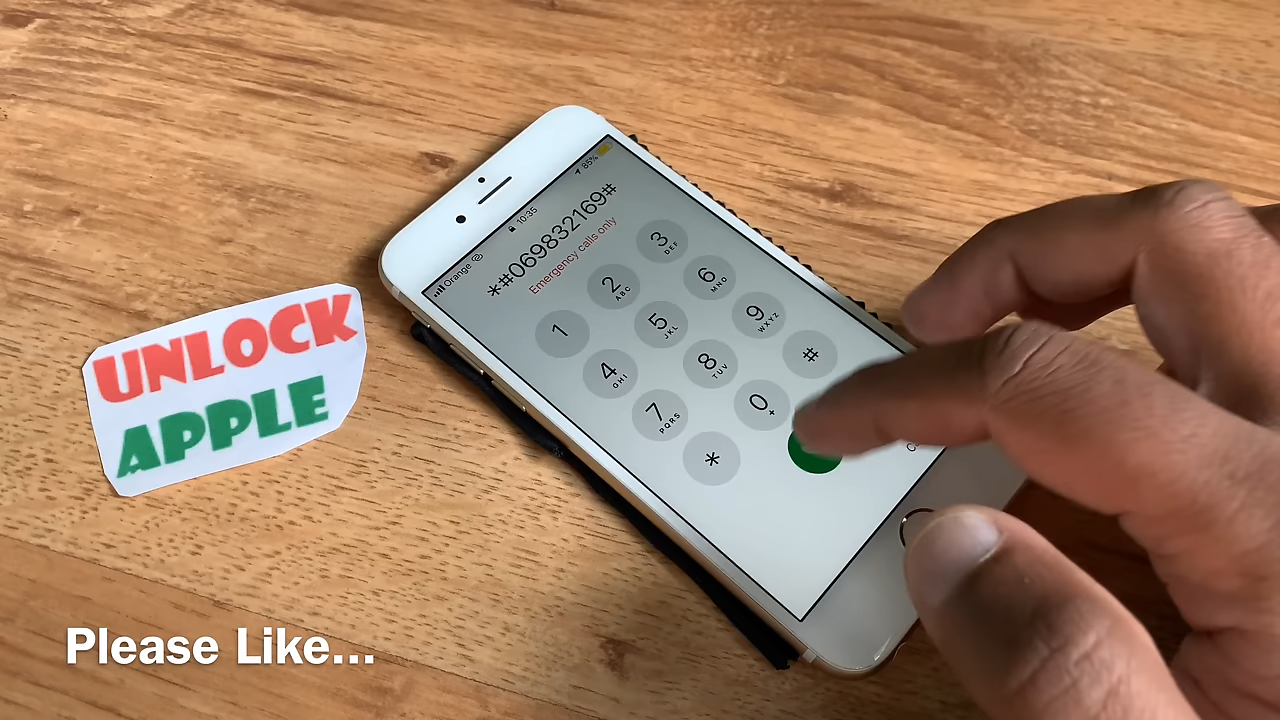 Orange
10:35
85%
*#069832169#
Emergency calls only
1
2
ABC
3
DEF
4
GHI
5
JKL
6
MNO
7
PQRS
8
TUV
9
WXYZ
*
0
+
#
UNLOCK
APPLE
Please Like...